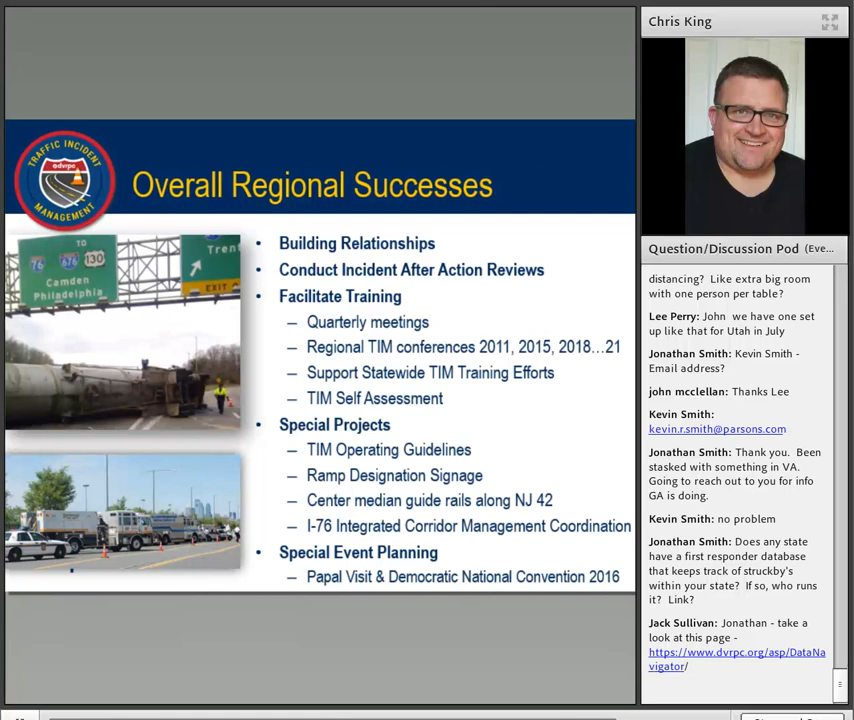 TRAFFIC INCIDENT
dvrpc
MANAGEMENT
Overall Regional Successes
TO
76 676 130
Camden
Philadelphia
Trent
EXIT
• Building Relationships
• Conduct Incident After Action Reviews
• Facilitate Training
– Quarterly meetings
– Regional TIM conferences 2011, 2015, 2018…21
– Support Statewide TIM Training Efforts
– TIM Self Assessment
• Special Projects
– TIM Operating Guidelines
– Ramp Designation Signage
– Center median guide rails along NJ 42
– I-76 Integrated Corridor Management Coordination
• Special Event Planning
– Papal Visit & Democratic National Convention 2016
Chris King
Question/Discussion Pod (Eve...
distancing? Like extra big room
with one person per table?
Lee Perry: John we have one set
up like that for Utah in July
Jonathan Smith: Kevin Smith -
Email address?
john mcclellan: Thanks Lee
Kevin Smith:
kevin.r.smith@parsons.com
Jonathan Smith: Thank you. Been
stasked with something in VA.
Going to reach out to you for info
GA is doing.
Kevin Smith: no problem
Jonathan Smith: Does any state
have a first responder database
that keeps track of struckby's
within your state? If so, who runs
it? Link?
Jack Sullivan: Jonathan - take a
look at this page -
https://www.dvrpc.org/asp/DataNa
vigator/